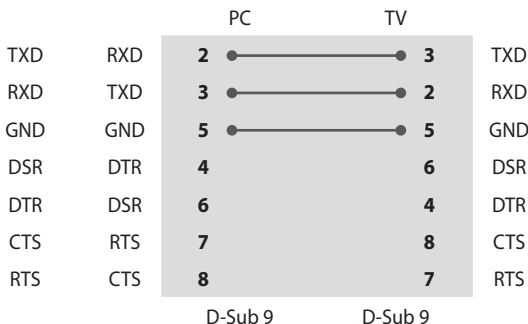 PC TV
TXD RXD 2 3 TXD
RXD TXD 3 2 RXD
GND GND 5 5 GND
DSR DTR 4 6 DSR
DTR DSR 6 4 DTR
CTS RTS 7 8 CTS
RTS CTS 8 7 RTS
D-Sub 9 D-Sub 9